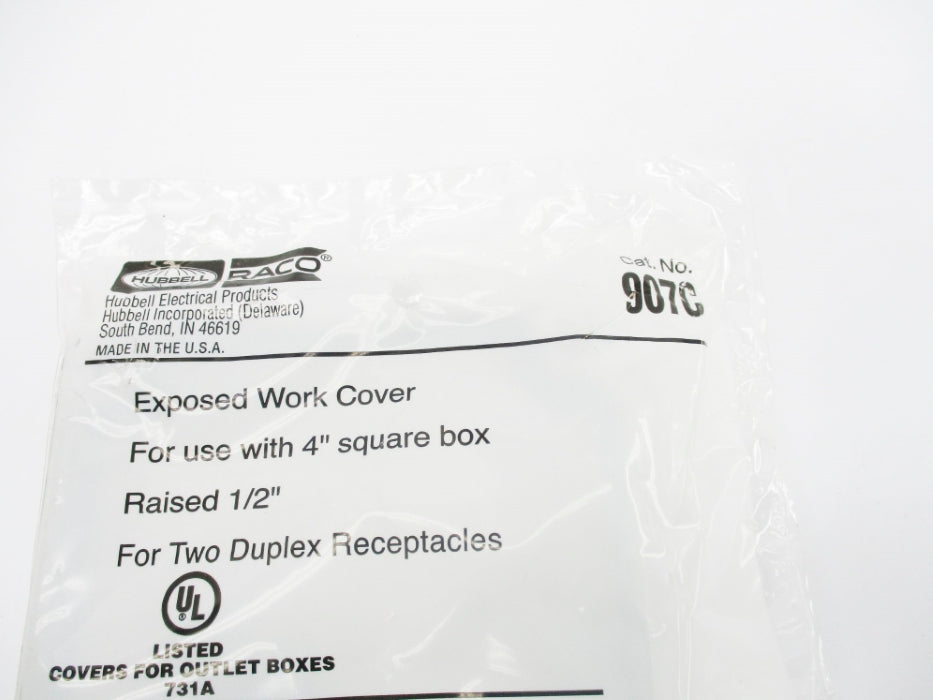 HUBBELL RACO®
Hubbell Electrical Products
Hubbell Incorporated (Delaware)
South Bend, IN 46619
MADE IN THE U.S.A.
Cat. No.
907C
Exposed Work Cover
For use with 4" square box
Raised 1/2"
For Two Duplex Receptacles
UL ®
LISTED
COVERS FOR OUTLET BOXES
731A